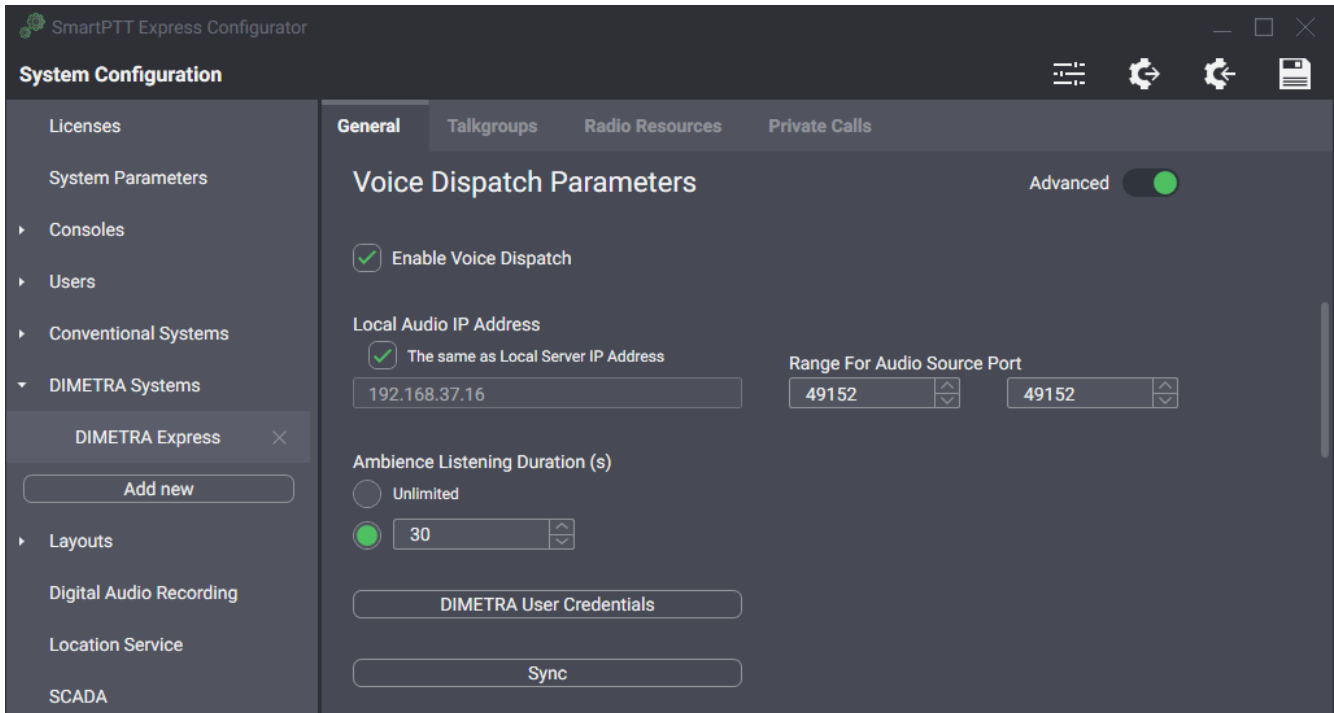 SmartPTT Express Configurator
System Configuration
Licenses
System Parameters
Consoles
Users
Conventional Systems
DIMETRA Systems
DIMETRA Express
Add new
Layouts
Digital Audio Recording
Location Service
SCADA
General Talkgroups Radio Resources Private Calls
Voice Dispatch Parameters
Advanced
Enable Voice Dispatch
Local Audio IP Address
The same as Local Server IP Address
192.168.37.16
Range For Audio Source Port
49152 49152
Ambience Listening Duration (s)
Unlimited
30
DIMETRA User Credentials
Sync